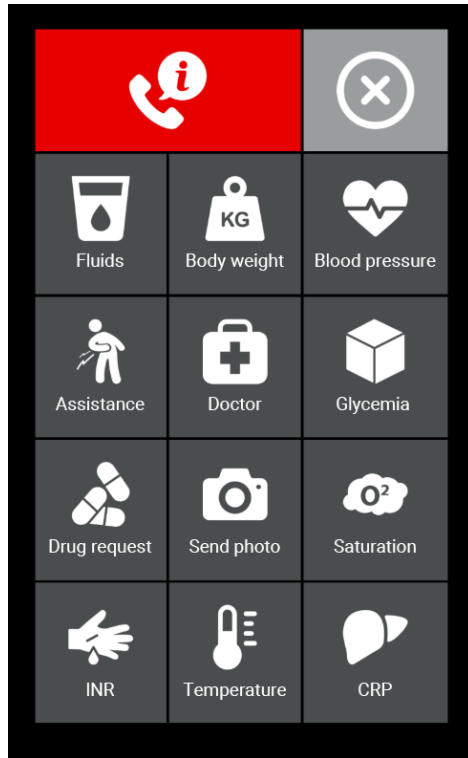 i
KG
Fluids
Body weight
Blood pressure
Assistance
Doctor
Glycemia
O²
Drug request
Send photo
Saturation
INR
Temperature
CRP